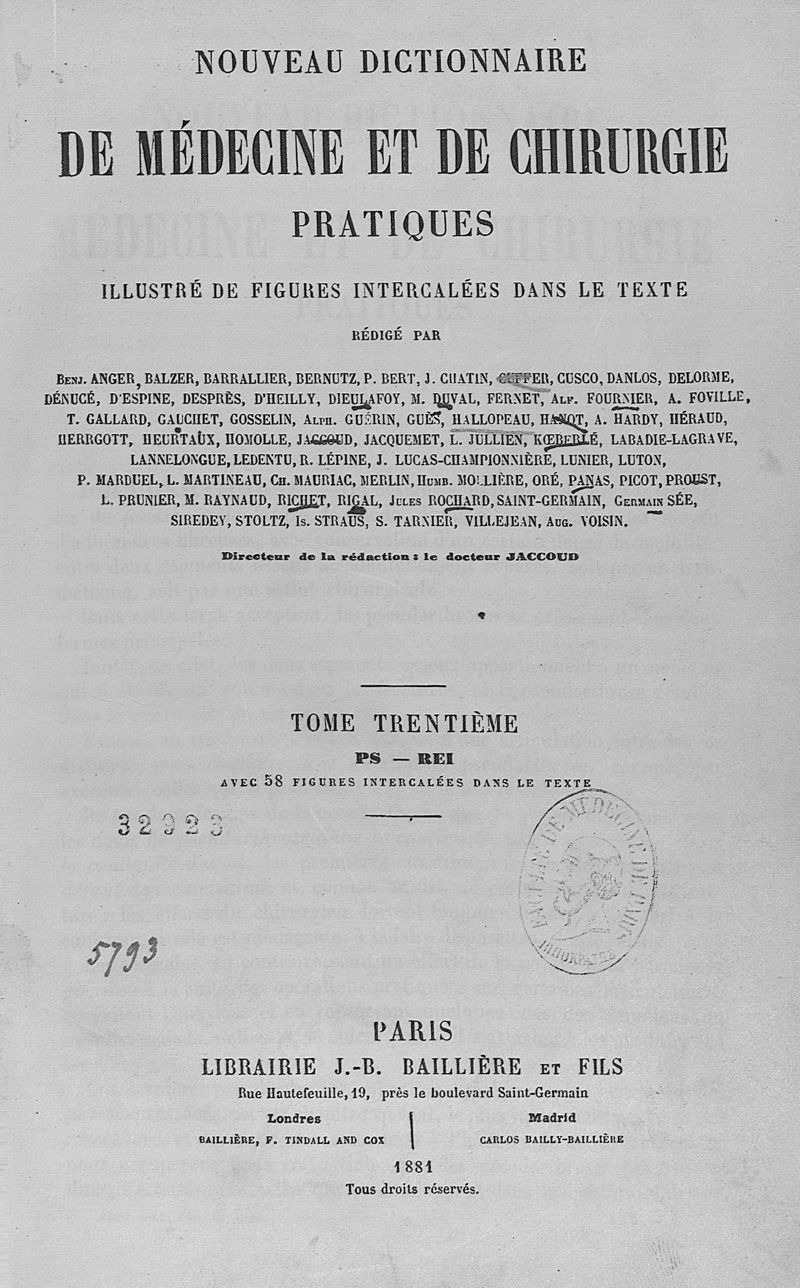 NOUVEAU DICTIONNAIRE
DE MÉDECINE ET DE CHIRURGIE
PRATIQUES
ILLUSTRÉ DE FIGURES INTERCALÉES DANS LE TEXTE
RÉDIGÉ PAR
BENJ. ANGER, BALZER, BARRALLIER, BERNUTZ, P. BERT, J. CHATIN, CUFFER, CUSCO, DANLOS, DELORME,
DÉNUCÉ, D'ESPINE, DESPRÈS, D'HEILLY, DIEULAFOY, M. DUVAL, FERNET, ALF. FOURNIER, A. FOVILLE,
T. GALLARD, GAUCHET, GOSSELIN, ALPH. GUÉRIN, GUÈS, HALLOPEAU, HANOT, A. HARDY, HÉRAUD,
HERRGOTT, HEURTAUX, HOMOLLE, JACCOUD, JACQUEMET, L. JULLIEN, KŒBERLÉ, LABADIE-LAGRAVE,
LANNELONGUE, LEDENTU, R. LÉPINE, J. LUCAS-CHAMPIONNIÈRE, LUNIER, LUTON,
P. MARDUEL, L. MARTINEAU, CH. MAURIAC, MERLIN, HUMB. MOLLIÈRE, ORÉ, PANAS, PICOT, PROUST,
L. PRUNIER, M. RAYNAUD, RICHET, RIGAL, JULES ROCHARD, SAINT-GERMAIN, GERMAIN SÉE,
SIREDEY, STOLTZ, IS. STRAUS, S. TARNIER, VILLEJEAN, AUG. VOISIN.
Directeur de la rédaction : le docteur JACCOUD
TOME TRENTIÈME
PS — REI
AVEC 58 FIGURES INTERCALÉES DANS LE TEXTE
32923
FACULTÉ DE MÉDECINE DE PARIS
HIPPOKRATES
5793
PARIS
LIBRAIRIE J.-B. BAILLIÈRE ET FILS
Rue Hautefeuille, 19, près le boulevard Saint-Germain
Londres
BAILLIÈRE, F. TINDALL AND COX
Madrid
CARLOS BAILLY-BAILLIÈRE
1881
Tous droits réservés.